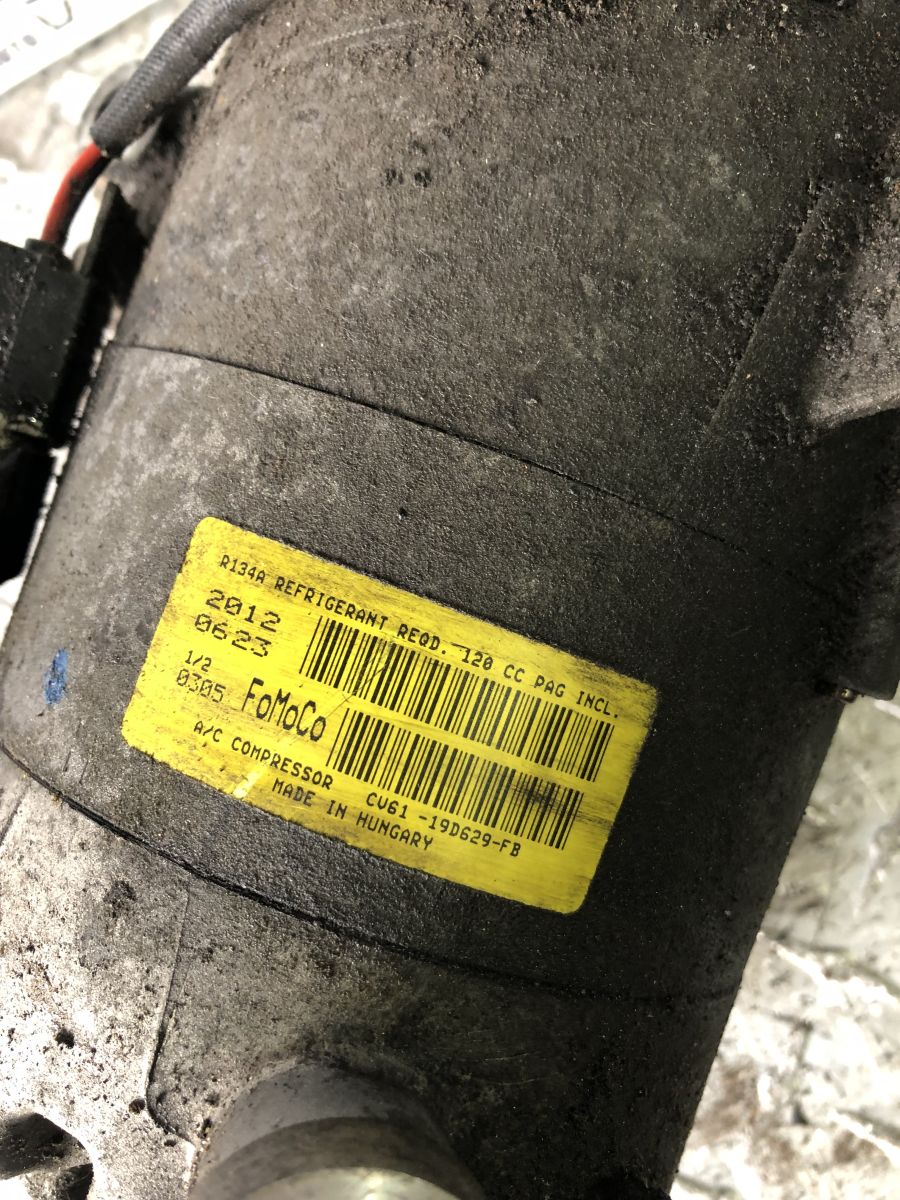 R134A REFRIGERANT REQD. 120 CC PAG INCL.
2012
0623
1/2
0305 FoMoCo
A/C COMPRESSOR CV61 -19D629-FB
MADE IN HUNGARY